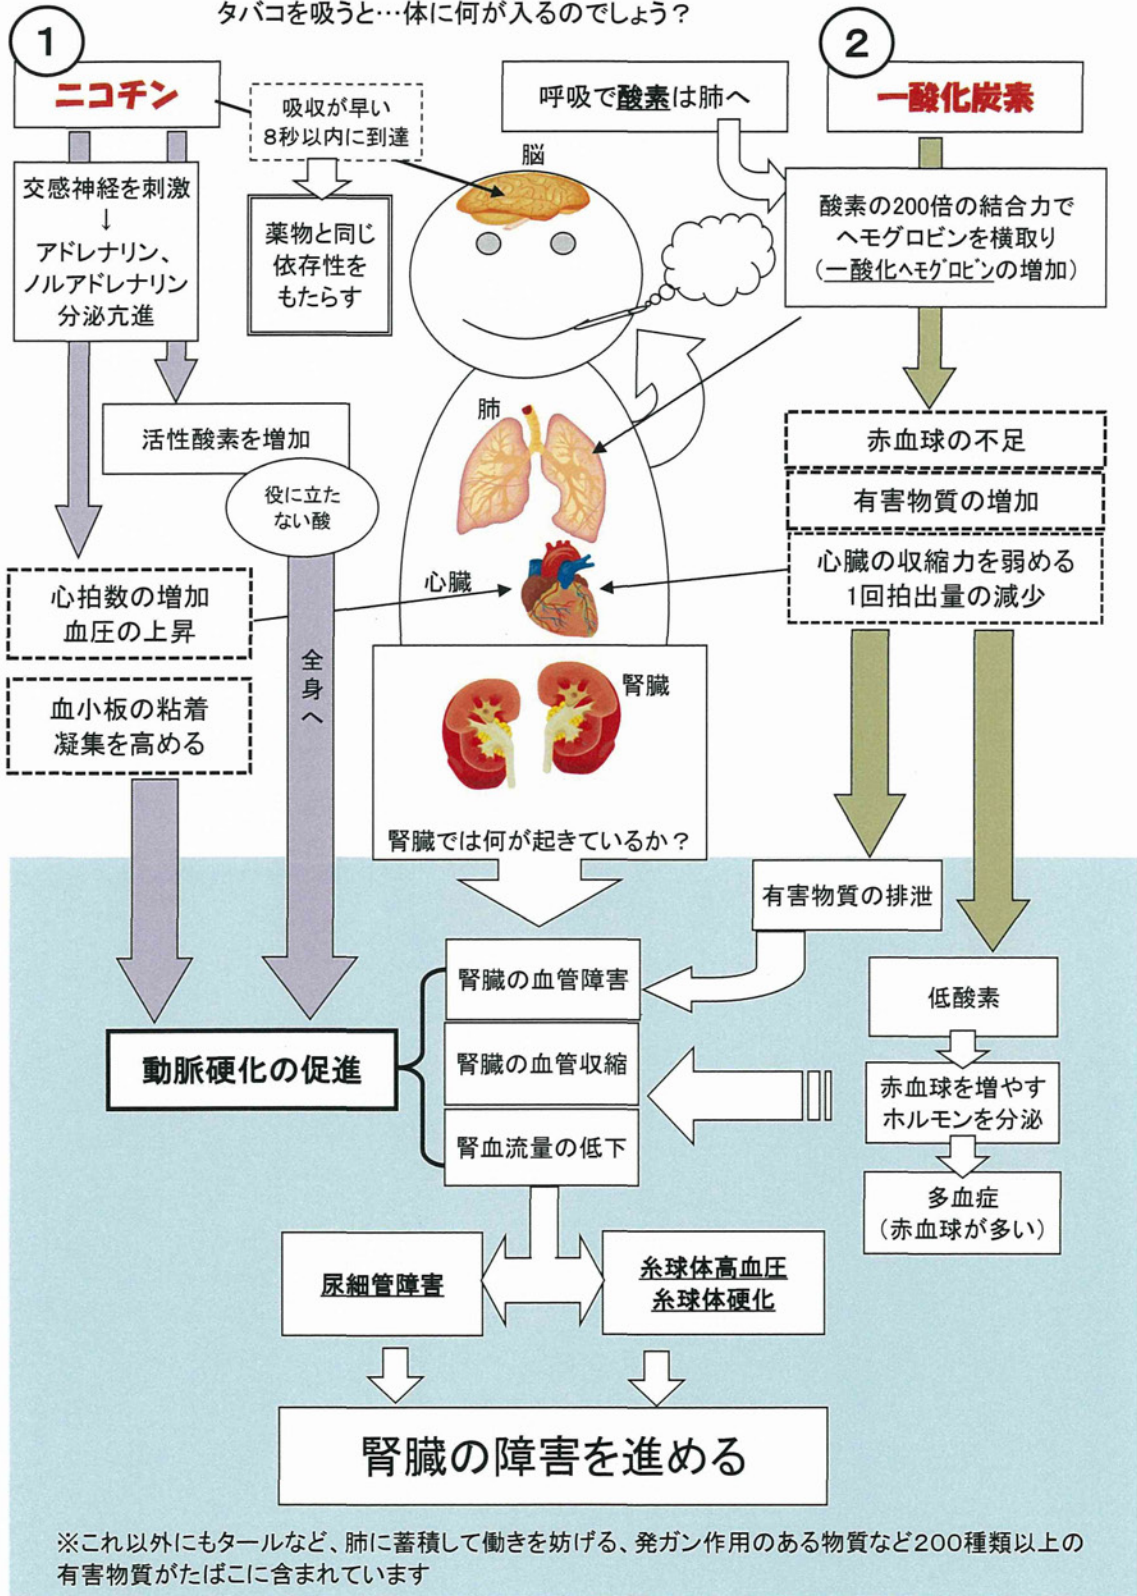 タバコを吸うと…体に何が入るのでしょう？
1
ニコチン
吸収が早い
8秒以内に到達
薬物と同じ
依存性を
もたらす
交感神経を刺激
↓
アドレナリン、
ノルアドレナリン
分泌亢進
活性酸素を増加
役に立た
ない酸
全身へ
心拍数の増加
血圧の上昇
血小板の粘着
凝集を高める
動脈硬化の促進
脳
肺
心臓
腎臓
腎臓では何が起きているか？
呼吸で酸素は肺へ
2
一酸化炭素
酸素の200倍の結合力で
ヘモグロビンを横取り
（一酸化ﾍﾓｸﾞﾛﾋﾞﾝの増加）
赤血球の不足
有害物質の増加
心臓の収縮力を弱める
1回拍出量の減少
有害物質の排泄
低酸素
赤血球を増やす
ホルモンを分泌
多血症
（赤血球が多い）
腎臓の血管障害
腎臓の血管収縮
腎血流量の低下
尿細管障害
糸球体高血圧
糸球体硬化
腎臓の障害を進める
※これ以外にもタールなど、肺に蓄積して働きを妨げる、発ガン作用のある物質など200種類以上の
有害物質がたばこに含まれています